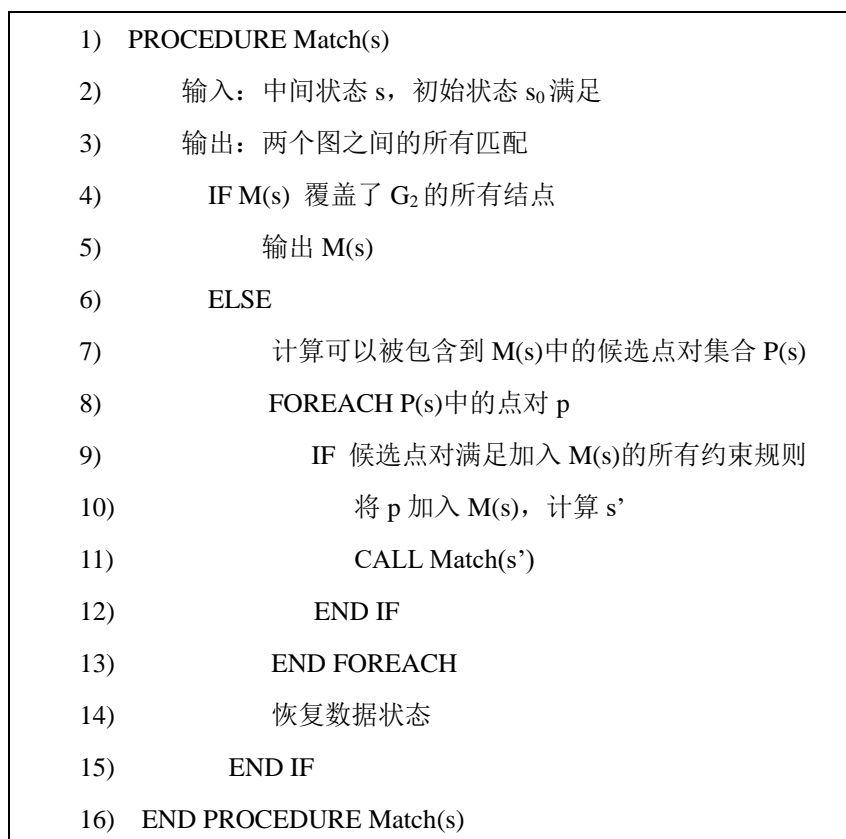 1) PROCEDURE Match(s)
2) 输入：中间状态 s，初始状态 s₀满足
3) 输出：两个图之间的所有匹配
4) IF M(s) 覆盖了 G₂的所有结点
5) 输出 M(s)
6) ELSE
7) 计算可以被包含到 M(s)中的候选点对集合 P(s)
8) FOREACH P(s)中的点对 p
9) IF 候选点对满足加入 M(s)的所有约束规则
10) 将 p 加入 M(s)，计算 s’
11) CALL Match(s’)
12) END IF
13) END FOREACH
14) 恢复数据状态
15) END IF
16) END PROCEDURE Match(s)